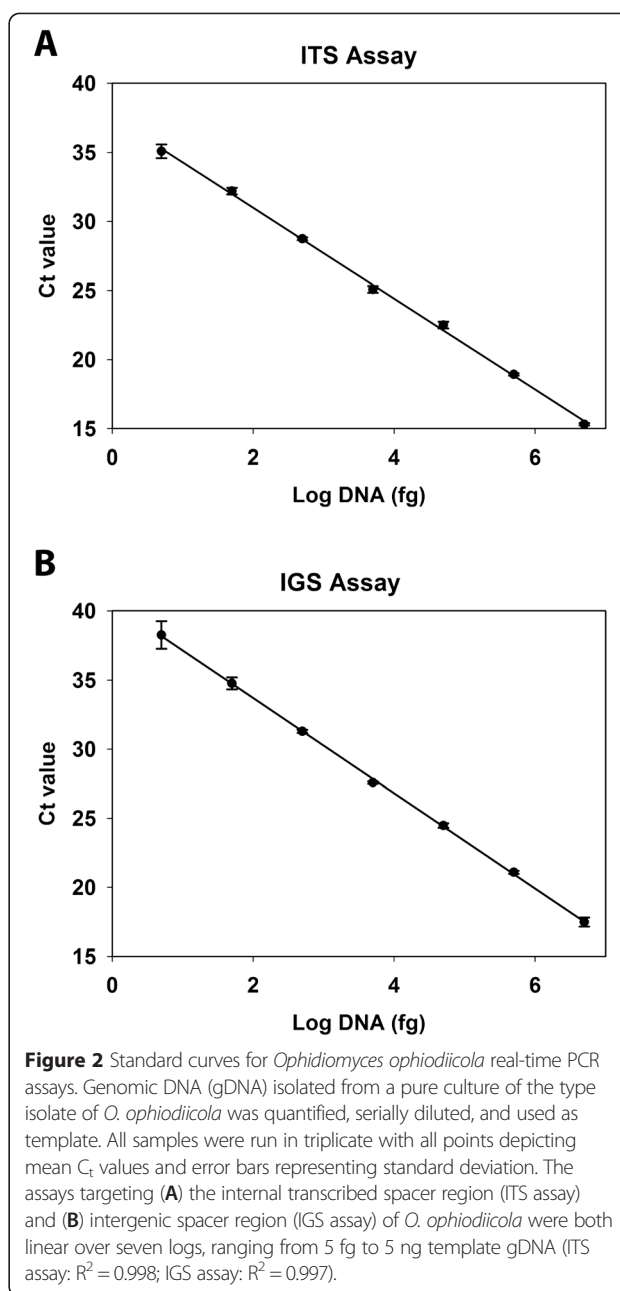 A
ITS Assay
40
35
30
25
20
15
Ct value
0 2 4 6
Log DNA (fg)
B
IGS Assay
40
35
30
25
20
15
Ct value
0 2 4 6
Log DNA (fg)
Figure 2 Standard curves for Ophidiomyces ophiodiicola real-time PCR
assays. Genomic DNA (gDNA) isolated from a pure culture of the type
isolate of O. ophiodiicola was quantified, serially diluted, and used as
template. All samples were run in triplicate with all points depicting
mean Ct values and error bars representing standard deviation. The
assays targeting (A) the internal transcribed spacer region (ITS assay)
and (B) intergenic spacer region (IGS assay) of O. ophiodiicola were both
linear over seven logs, ranging from 5 fg to 5 ng template gDNA (ITS
assay: R² = 0.998; IGS assay: R² = 0.997).